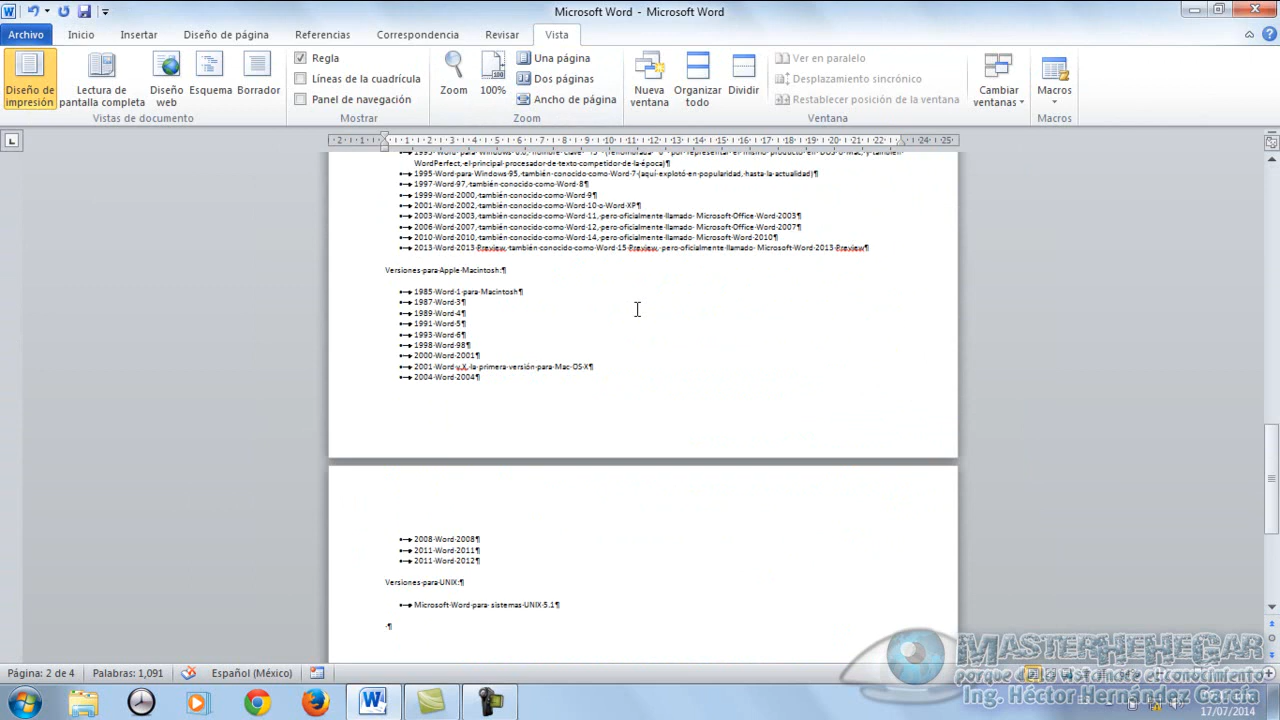 Microsoft Word - Microsoft Word
Archivo Inicio Insertar Diseño de página Referencias Correspondencia Revisar Vista
Diseño de impresión
Lectura de pantalla completa
Diseño web
Esquema
Borrador
Vistas de documento
Regla
Líneas de la cuadrícula
Panel de navegación
Mostrar
Zoom
100%
Una página
Dos páginas
Ancho de página
Zoom
Nueva ventana
Organizar todo
Dividir
Ver en paralelo
Desplazamiento sincrónico
Restablecer posición de la ventana
Cambiar ventanas
Ventana
Macros
Macros
WordPerfect, el principal procesador de texto competidor de la época)¶
1995 Word para Windows 95, también conocido como Word 7 (aquí explotó en popularidad, hasta la actualidad)¶
1997 Word 97, también conocido como Word 8¶
1999 Word 2000, también conocido como Word 9¶
2001 Word 2002, también conocido como Word 10 o Word XP¶
2003 Word 2003, también conocido como Word 11, pero oficialmente llamado Microsoft Office Word 2003¶
2006 Word 2007, también conocido como Word 12, pero oficialmente llamado Microsoft Office Word 2007¶
2010 Word 2010, también conocido como Word 14, pero oficialmente llamado Microsoft Word 2010¶
2013 Word 2013 Preview, también conocido como Word 15 Preview, pero oficialmente llamado Microsoft Word 2013 Preview¶
Versiones para Apple Macintosh:¶
1985 Word 1 para Macintosh¶
1987 Word 3¶
1989 Word 4¶
1991 Word 5¶
1993 Word 6¶
1998 Word 98¶
2000 Word 2001¶
2001 Word v.X, la primera versión para Mac OS X¶
2004 Word 2004¶
2008 Word 2008¶
2011 Word 2011¶
2011 Word 2012¶
Versiones para UNIX:¶
Microsoft Word para sistemas UNIX 5.1¶
¶
MASTERHEHEGAR
Ing. Héctor Hernández García
Página: 2 de 4 Palabras: 1,091 Español (México)
17/07/2014